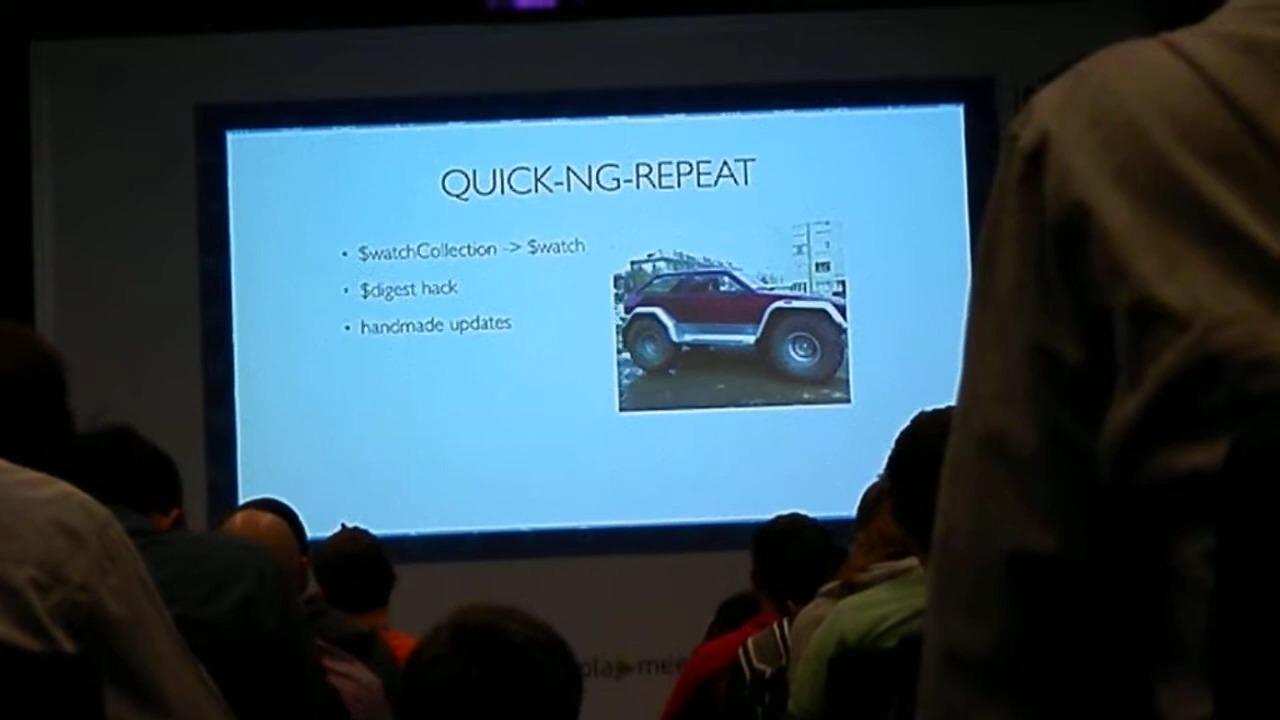 QUICK-NG-REPEAT
• $watchCollection -> $watch
• $digest hack
• handmade updates